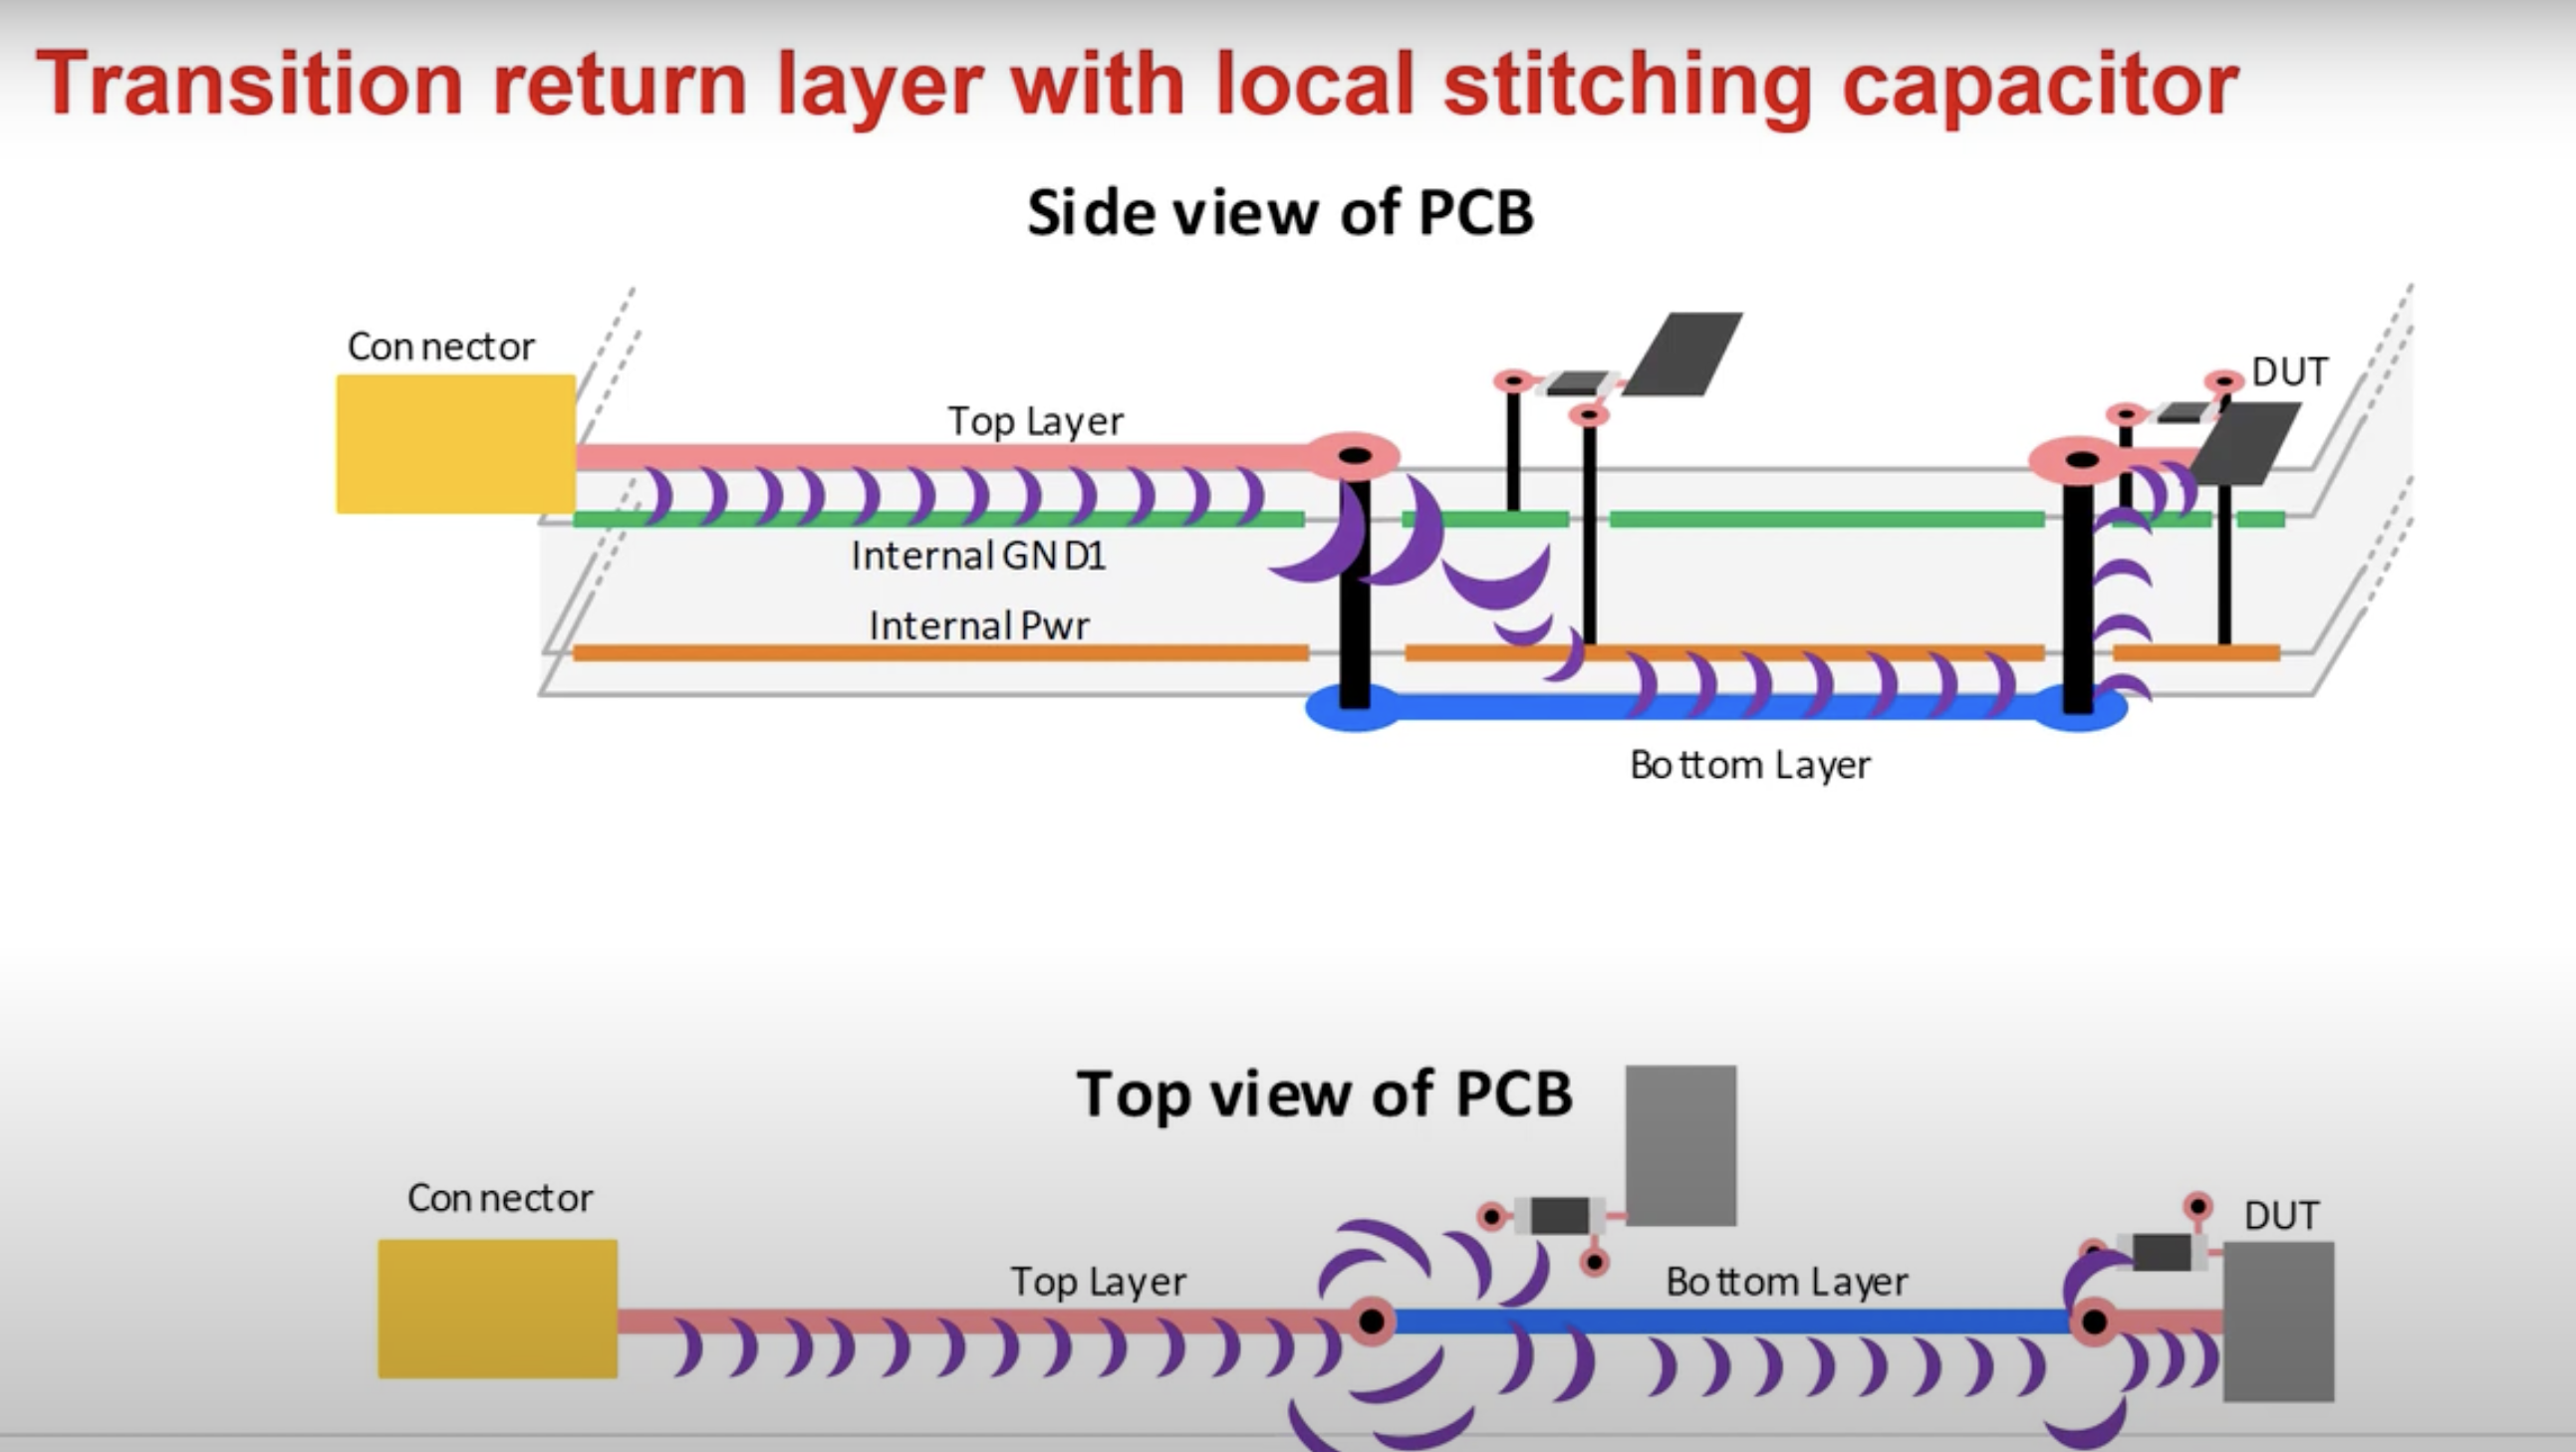 Transition return layer with local stitching capacitor
Side view of PCB
Connector
DUT
Top Layer
Internal GND1
Internal Pwr
Bottom Layer
Top view of PCB
Connector
DUT
Top Layer
Bottom Layer